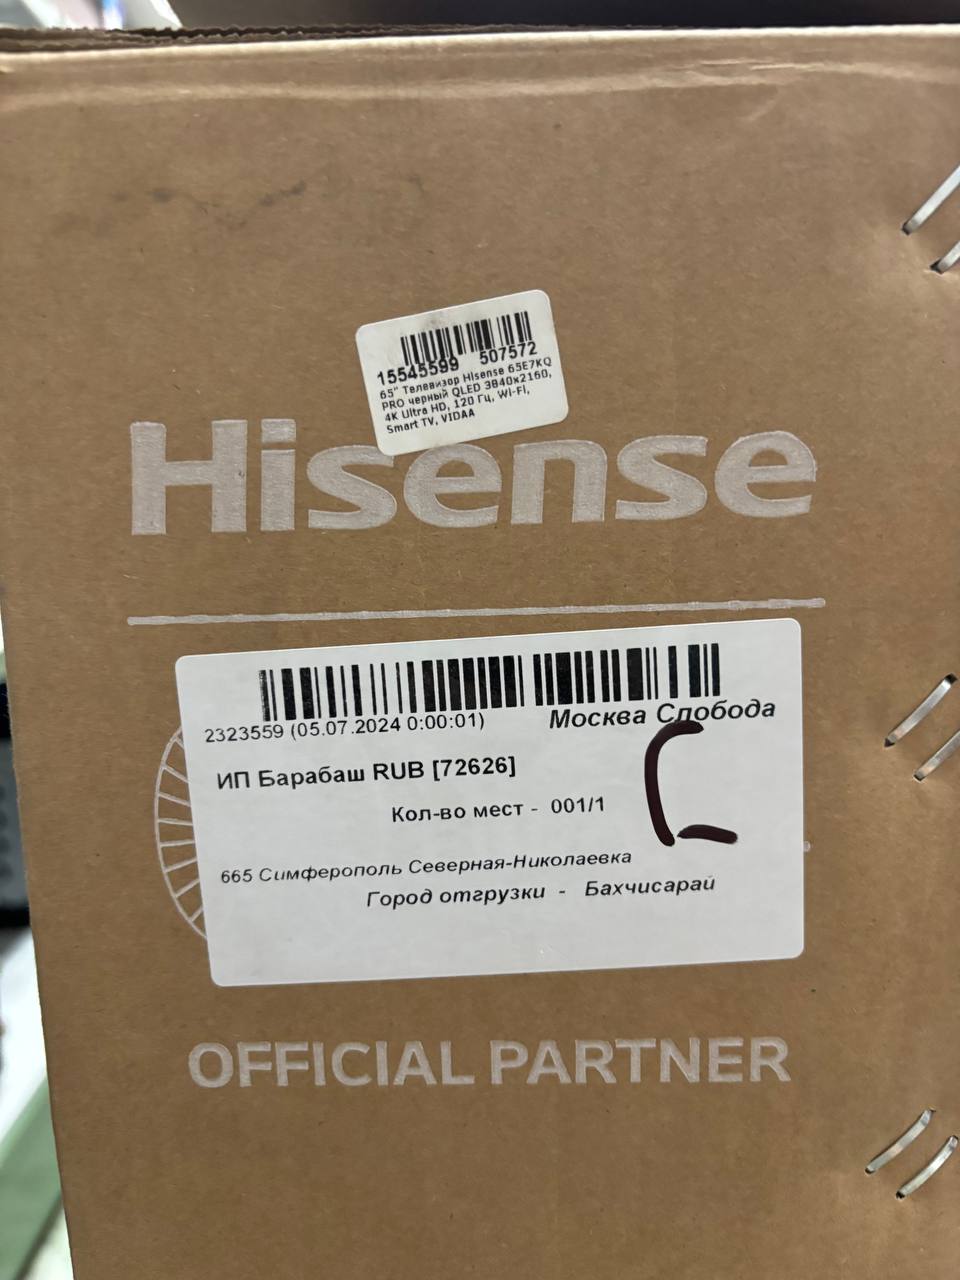 15545599 507572
65" Телевизор Hisense 65E7KQ
PRO черный QLED 3840x2160,
4K Ultra HD, 120 Гц, Wi-Fi,
Smart TV, VIDAA
Hisense
2323559 (05.07.2024 0:00:01) Москва Слобода
ИП Барабаш RUB [72626]
Кол-во мест - 001/1
665 Симферополь Северная-Николаевка
Город отгрузки - Бахчисарай
OFFICIAL PARTNER